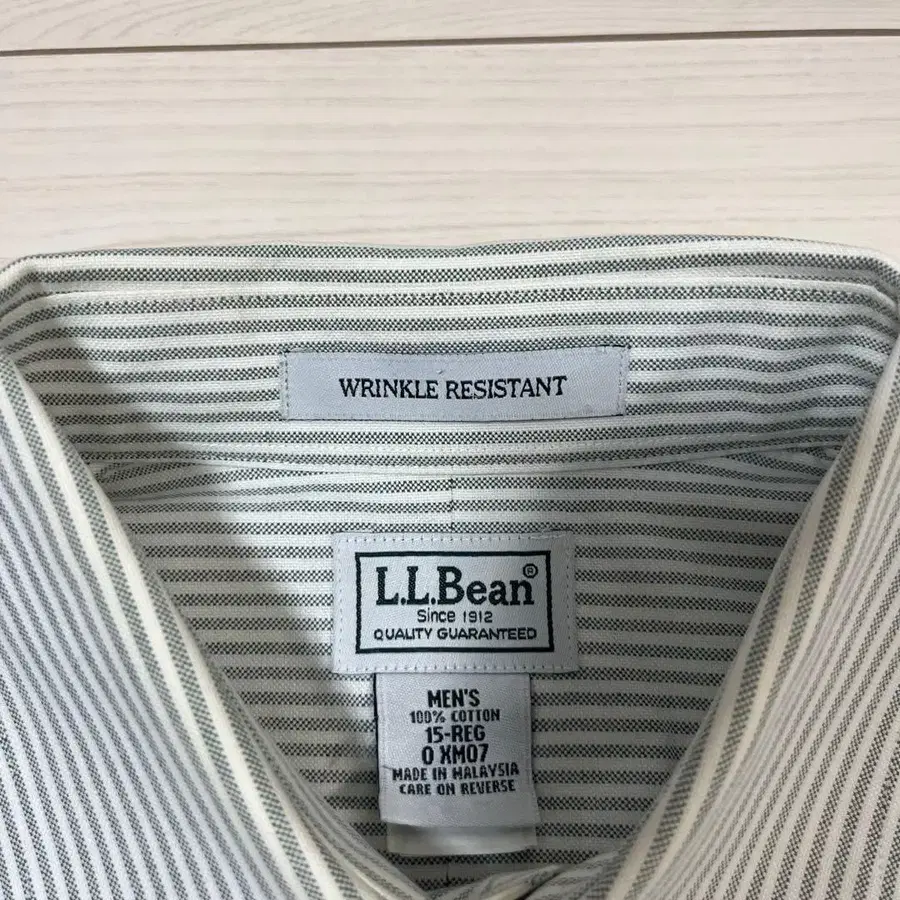 WRINKLE RESISTANT
L.L.Bean®
Since 1912
QUALITY GUARANTEED
MEN'S
100% COTTON
15-REG
0 XM07
MADE IN MALAYSIA
CARE ON REVERSE